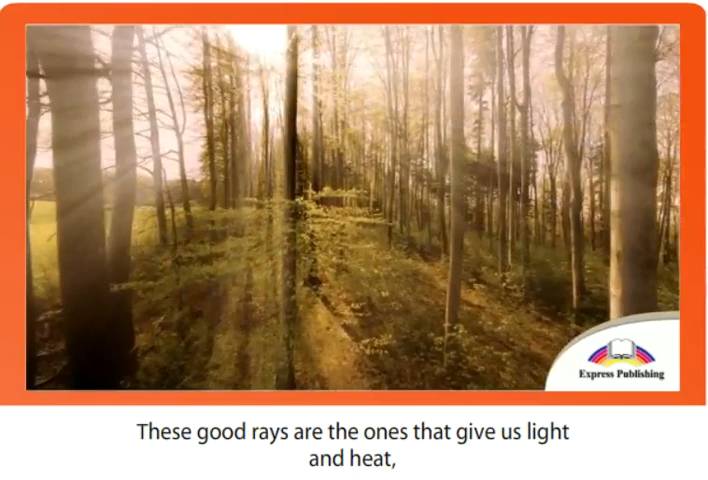 Express Publishing
These good rays are the ones that give us light
and heat,